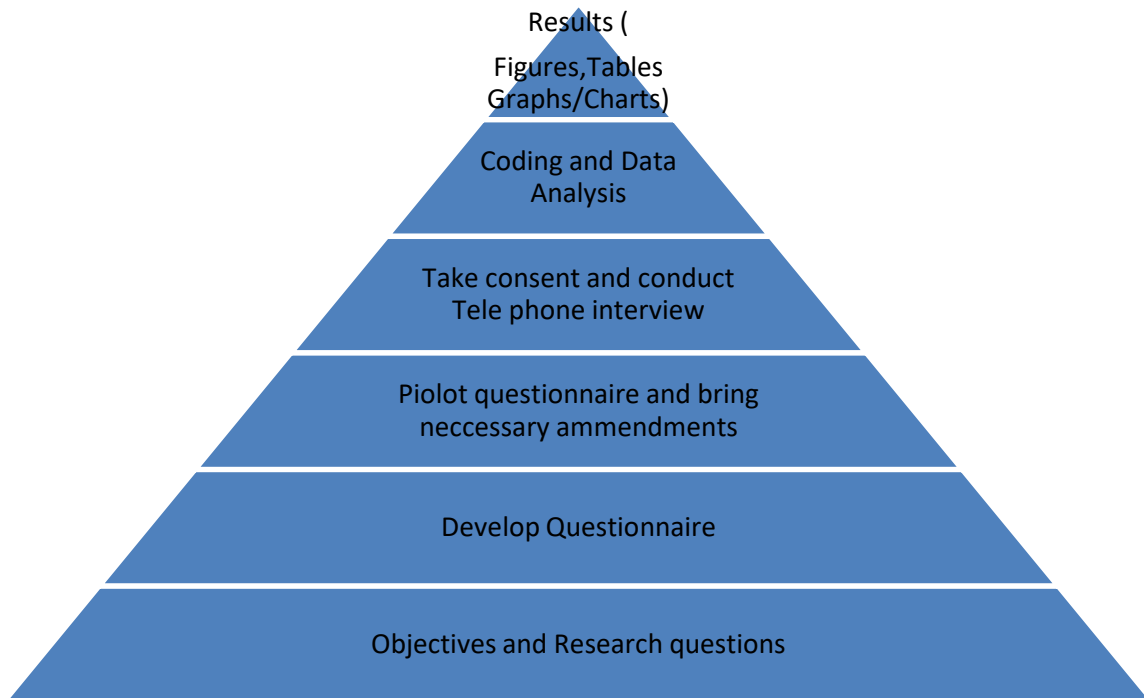 Results (
Figures,Tables
Graphs/Charts)
Coding and Data
Analysis
Take consent and conduct
Tele phone interview
Piolot questionnaire and bring
neccessary ammendments
Develop Questionnaire
Objectives and Research questions